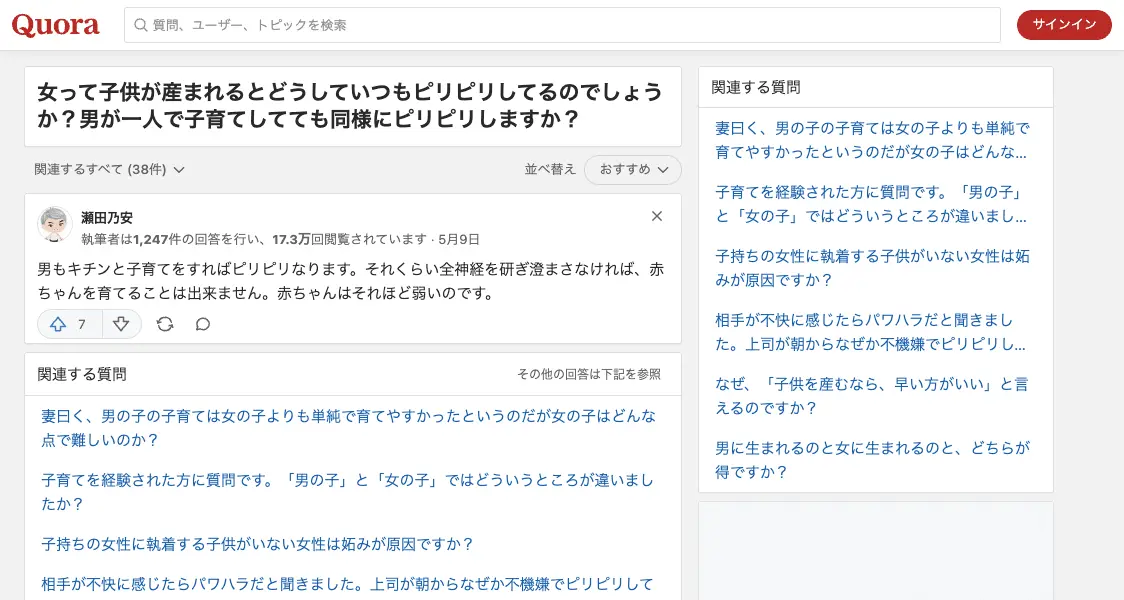 Quora
質問、ユーザー、トピックを検索
サインイン
女って子供が産まれるとどうしていつもピリピリしてるのでしょう
か？男が一人で子育てしてても同様にピリピリしますか？
関連するすべて (38件)
並べ替え
おすすめ
瀬田乃安
執筆者は1,247件の回答を行い、17.3万回閲覧されています · 5月9日
男もキチンと子育てをすればピリピリなります。それくらい全神経を研ぎ澄まさなければ、赤
ちゃんを育てることは出来ません。赤ちゃんはそれほど弱いのです。
7
関連する質問
その他の回答は下記を参照
妻曰く、男の子の子育ては女の子よりも単純で育てやすかったというのだが女の子はどんな
点で難しいのか？
子育てを経験された方に質問です。「男の子」と「女の子」ではどういうところが違いまし
たか？
子持ちの女性に執着する子供がいない女性は妬みが原因ですか？
相手が不快に感じたらパワハラだと聞きました。上司が朝からなぜか不機嫌でピリピリして
関連する質問
妻曰く、男の子の子育ては女の子よりも単純で
育てやすかったというのだが女の子はどんな...
子育てを経験された方に質問です。「男の子」
と「女の子」ではどういうところが違いまし...
子持ちの女性に執着する子供がいない女性は妬
みが原因ですか？
相手が不快に感じたらパワハラだと聞きまし
た。上司が朝からなぜか不機嫌でピリピリし...
なぜ、「子供を産むなら、早い方がいい」と言
えるのですか？
男に生まれるのと女に生まれるのと、どちらが
得ですか？